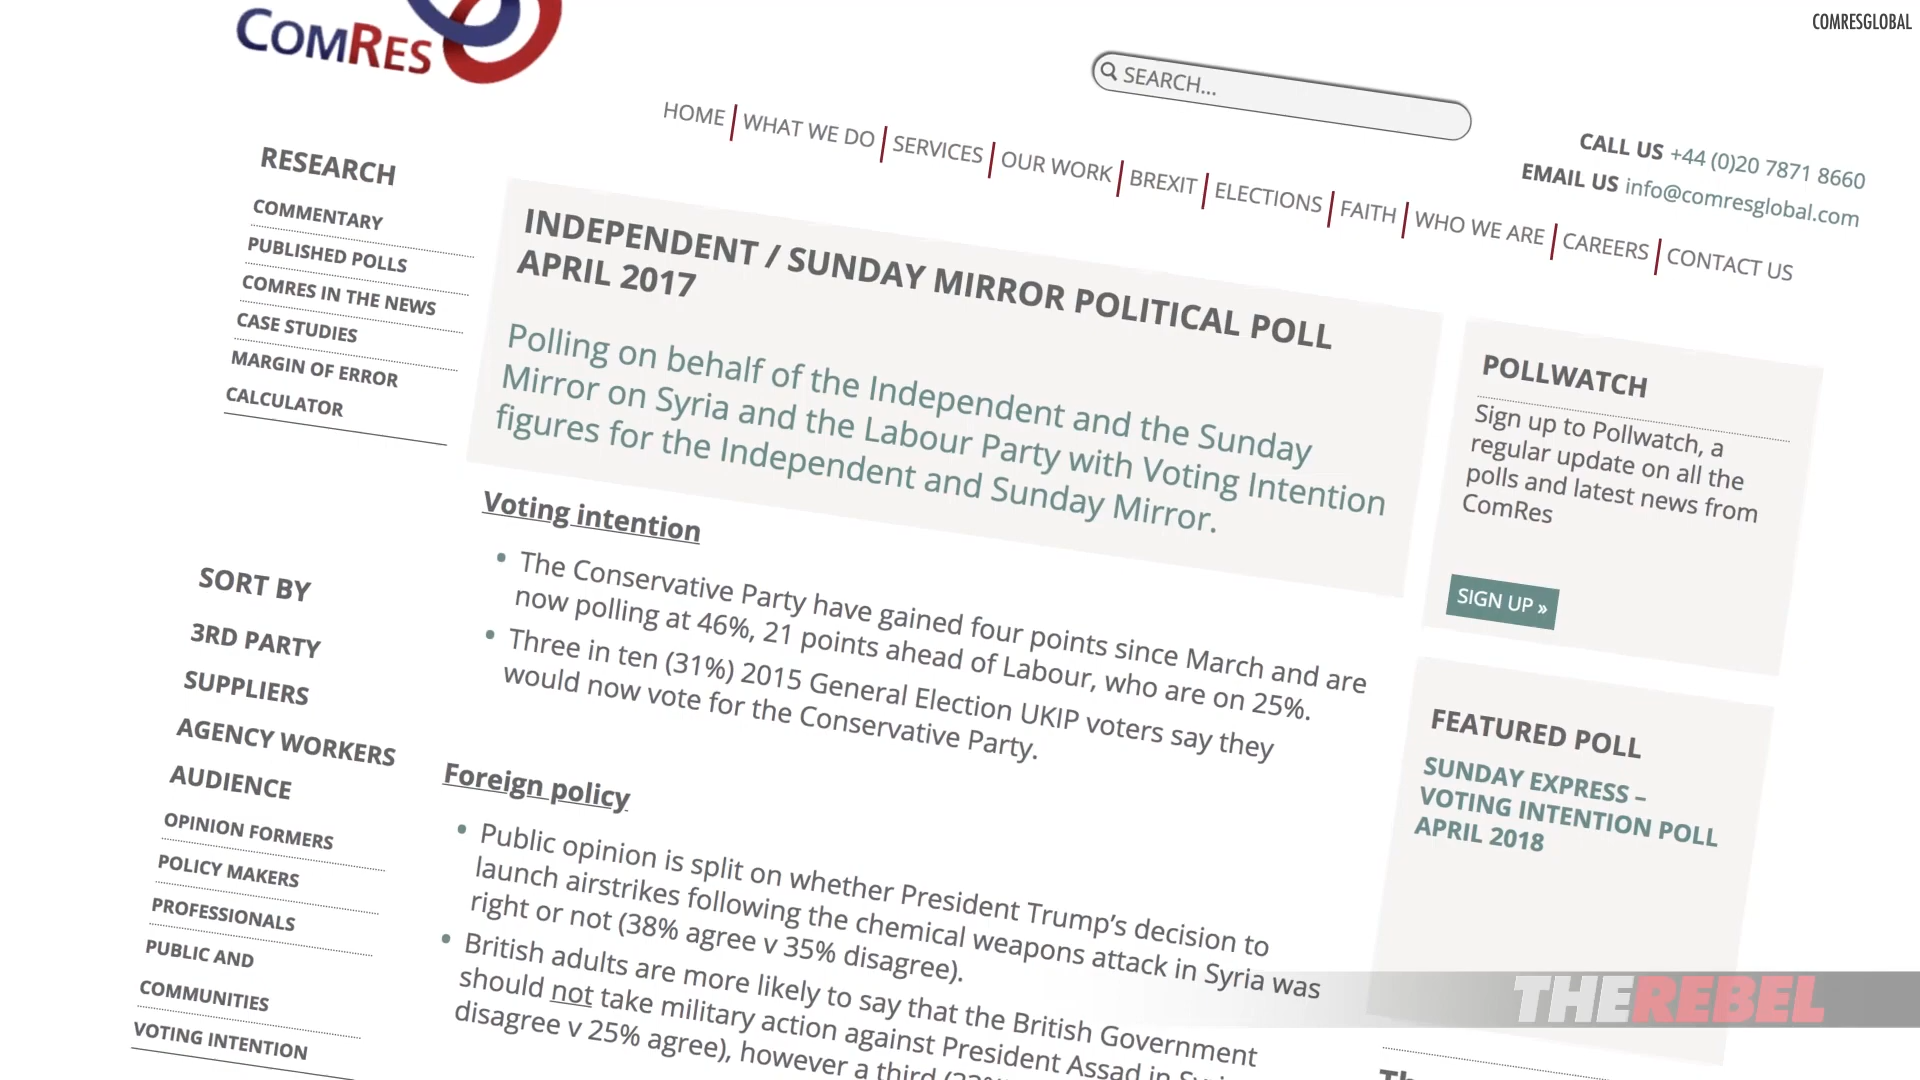 COMRESGLOBAL
COMRES
SEARCH...
CALL US +44 (0)20 7871 8660
EMAIL US info@comresglobal.com
HOME | WHAT WE DO | SERVICES | OUR WORK | BREXIT | ELECTIONS | FAITH | WHO WE ARE | CAREERS | CONTACT US
RESEARCH
COMMENTARY
PUBLISHED POLLS
COMRES IN THE NEWS
CASE STUDIES
MARGIN OF ERROR
CALCULATOR
SORT BY
3RD PARTY
SUPPLIERS
AGENCY WORKERS
AUDIENCE
OPINION FORMERS
POLICY MAKERS
PROFESSIONALS
PUBLIC AND
COMMUNITIES
VOTING INTENTION
INDEPENDENT / SUNDAY MIRROR POLITICAL POLL
APRIL 2017
Polling on behalf of the Independent and the Sunday
Mirror on Syria and the Labour Party with Voting Intention
figures for the Independent and Sunday Mirror.
Voting intention
• The Conservative Party have gained four points since March and are
now polling at 46%, 21 points ahead of Labour, who are on 25%.
• Three in ten (31%) 2015 General Election UKIP voters say they
would now vote for the Conservative Party.
Foreign policy
• Public opinion is split on whether President Trump's decision to
launch airstrikes following the chemical weapons attack in Syria was
right or not (38% agree v 35% disagree).
• British adults are more likely to say that the British Government
should not take military action against President Assad in
disagree v 25% agree), however a third
POLLWATCH
Sign up to Pollwatch, a
regular update on all the
polls and latest news from
ComRes
SIGN UP »
FEATURED POLL
SUNDAY EXPRESS –
VOTING INTENTION POLL
APRIL 2018
THE REBEL